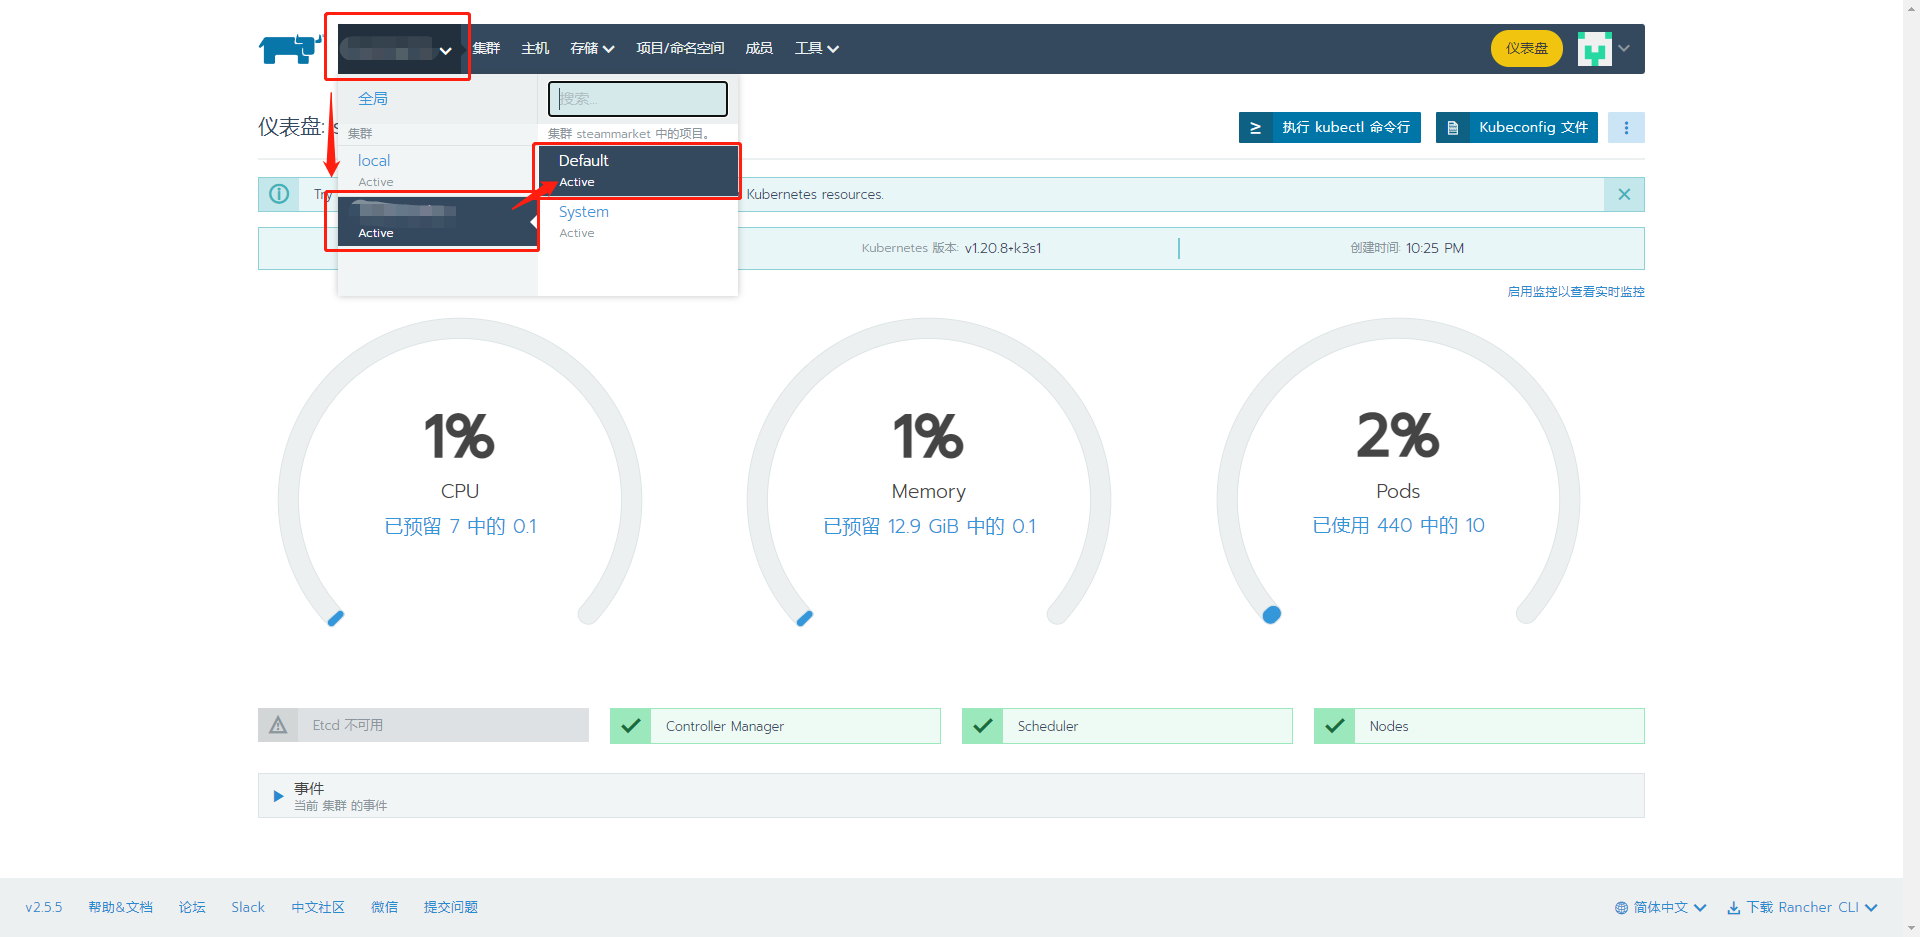 集群 主机 存储 项目/命名空间 成员 工具 仪表盘
全局 搜索...
仪表盘: s
执行 kubectl 命令行 Kubeconfig 文件
集群 集群 steammarket 中的项目。
local
Active
Default
Active
Try Kubernetes resources.
Active
System
Active
Kubernetes 版本: v1.20.8+k3s1 创建时间: 10:25 PM
启用监控以查看实时监控
1%
CPU
已预留 7 中的 0.1
1%
Memory
已预留 12.9 GiB 中的 0.1
2%
Pods
已使用 440 中的 10
Etcd 不可用 Controller Manager Scheduler Nodes
事件
当前 集群 的事件
v2.5.5 帮助&文档 论坛 Slack 中文社区 微信 提交问题 简体中文 下载 Rancher CLI